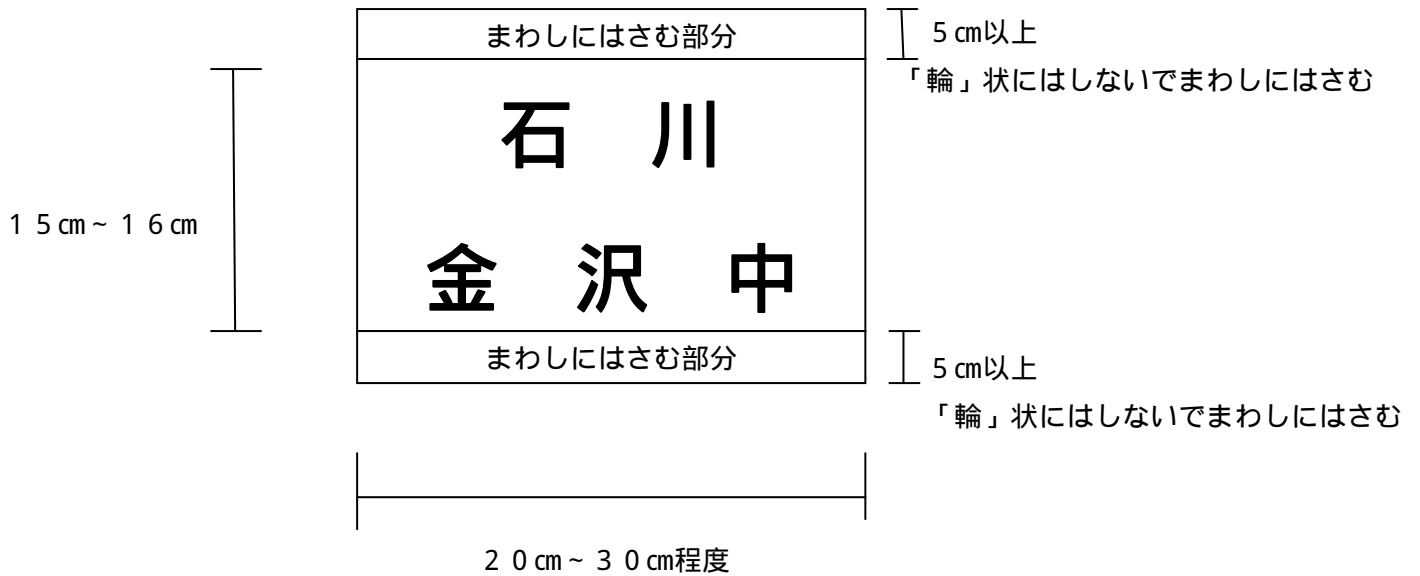 まわしにはさむ部分
5㎝以上
「輪」状にはしないでまわしにはさむ
石 川
15㎝~16㎝
金 沢 中
まわしにはさむ部分
5㎝以上
「輪」状にはしないでまわしにはさむ
20㎝~30㎝程度